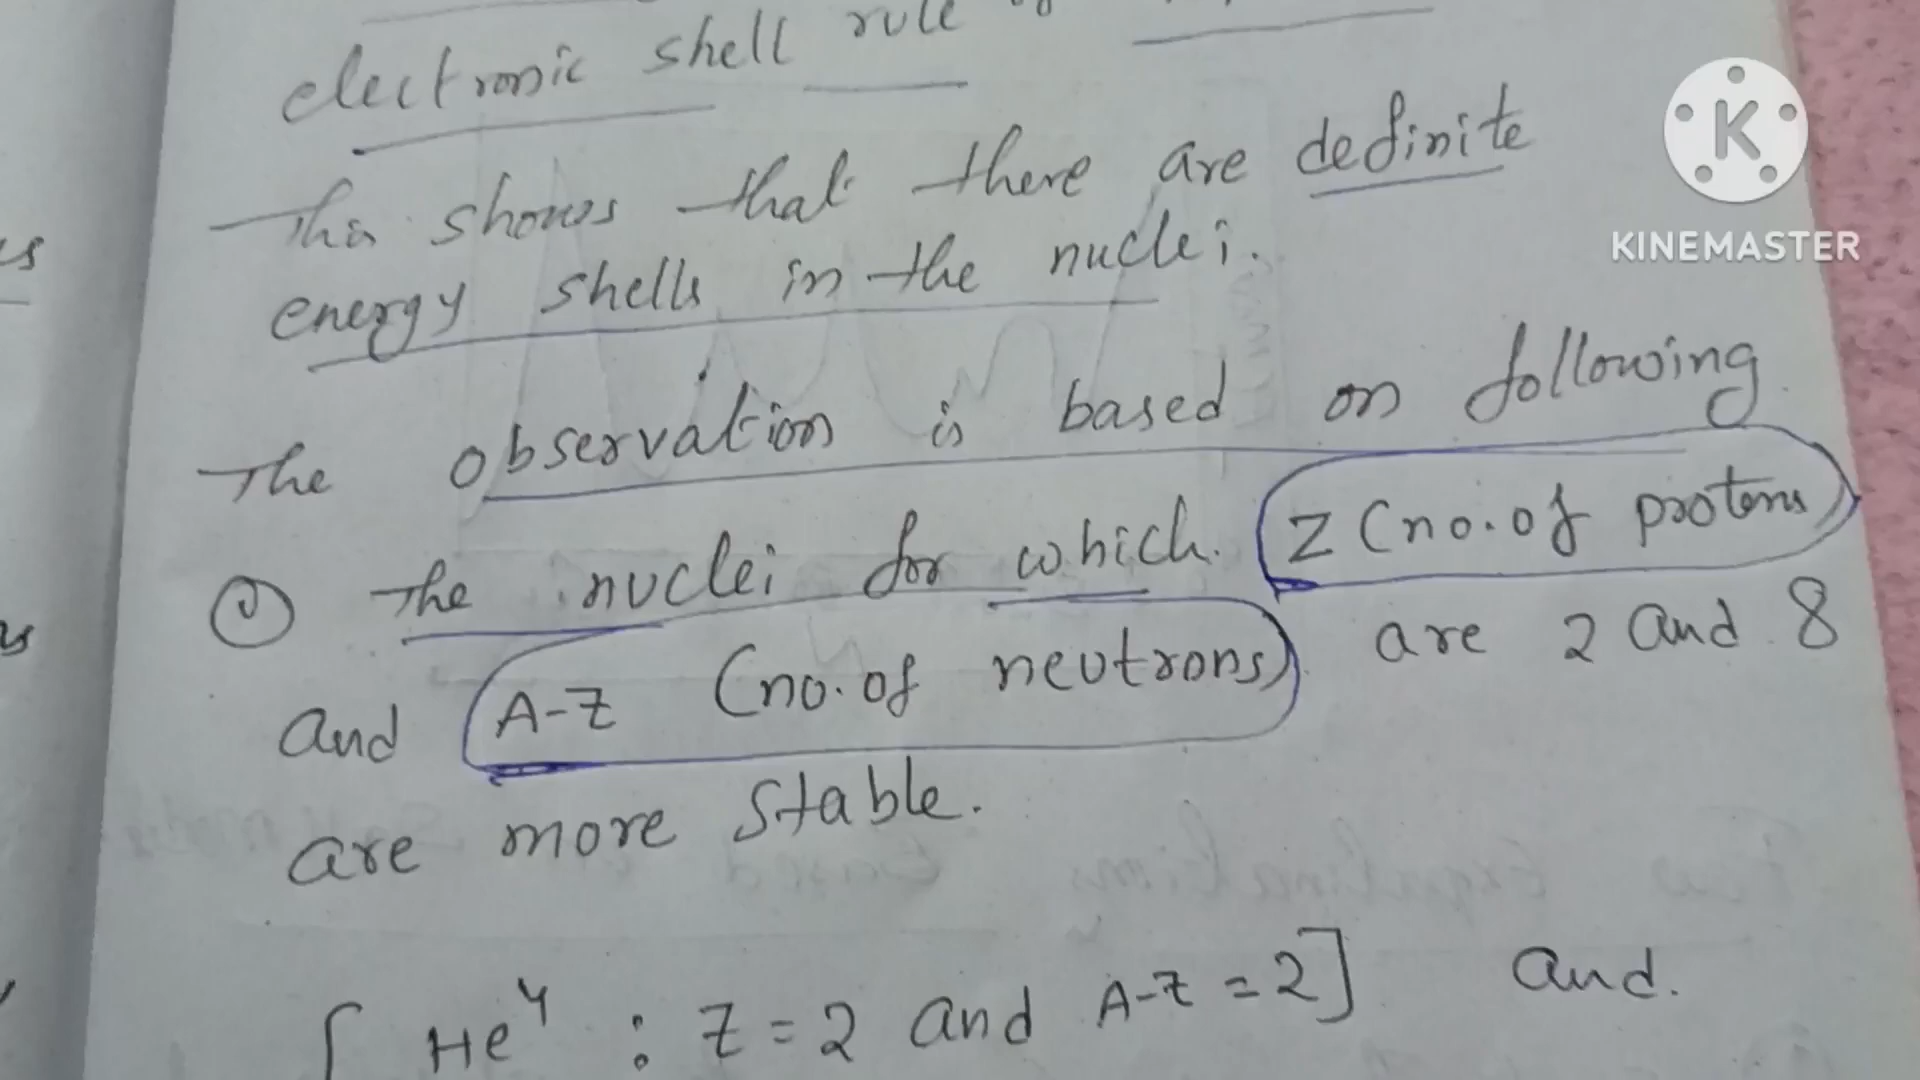 electronic shell rule of
This shows that there are definite
energy shells in the nuclei.
The observation is based on following
① The nuclei for which Z (no. of protons)
and A-Z (no. of neutrons) are 2 and 8
are more stable.
[ He⁴ : Z = 2 and A-Z = 2] and.
K
KINEMASTER